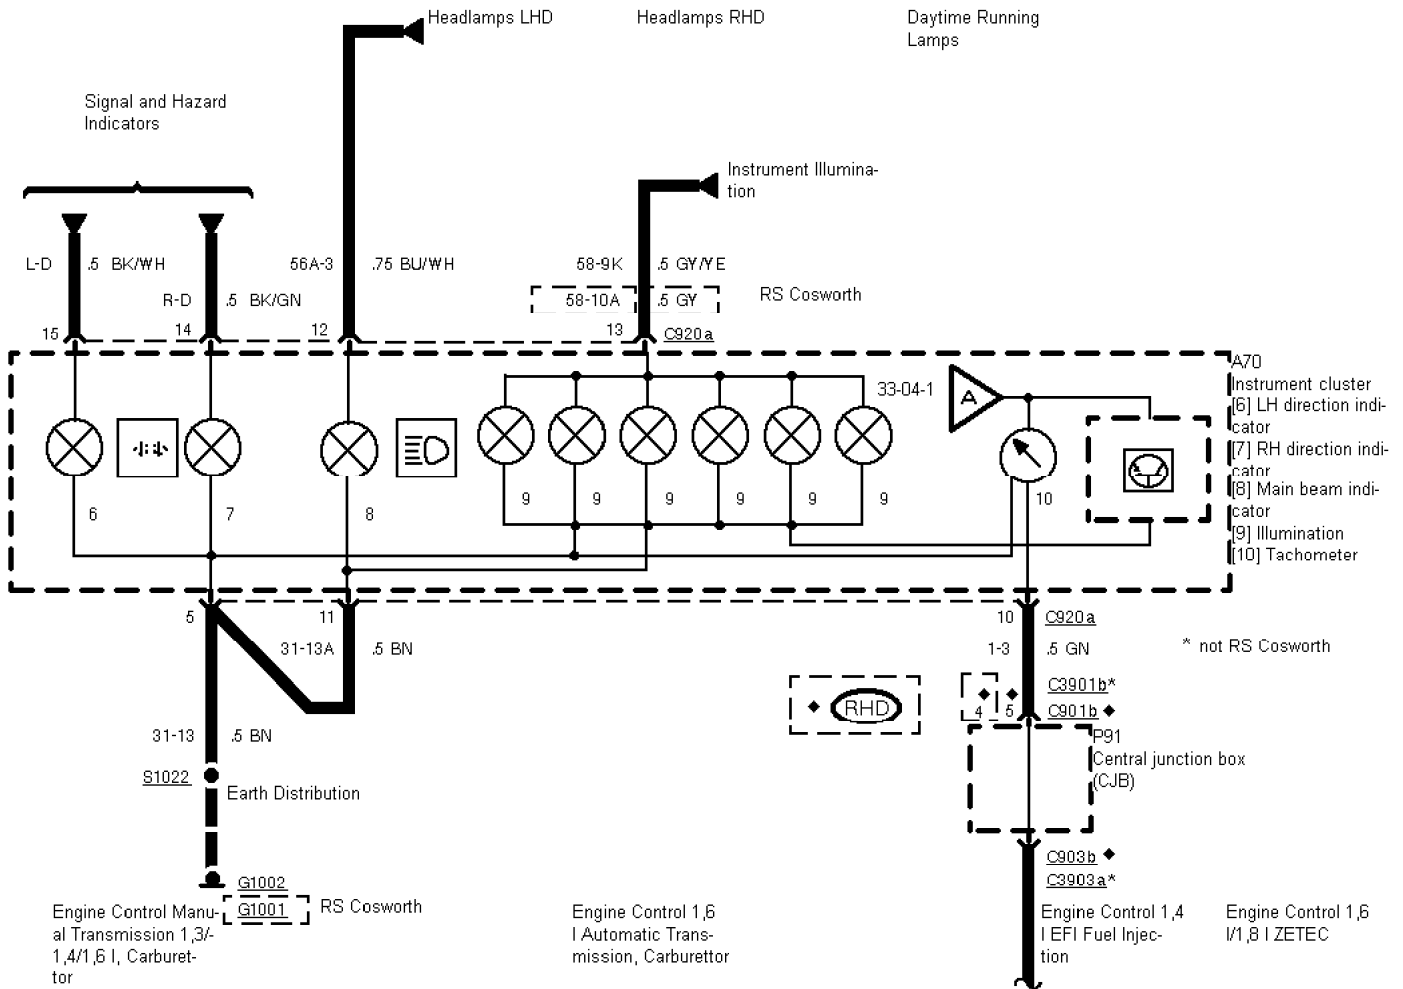 Headlamps LHD
Headlamps RHD
Daytime Running
Lamps
Signal and Hazard
Indicators
Instrument Illumina-
tion
L-D .5 BK/WH
56A-3 .75 BU/WH
58-9K .5 GY/YE
R-D .5 BK/GN
58-10A .5 GY
RS Cosworth
15
14
12
13
C920a
A70
Instrument cluster
[6] LH direction indi-
cator
[7] RH direction indi-
cator
[8] Main beam indi-
cator
[9] Illumination
[10] Tachometer
33-04-1
A
6
7
8
9
9
9
9
9
9
10
5
11
10
C920a
31-13A .5 BN
1-3 .5 GN
* not RS Cosworth
C3901b*
4
5
C901b
RHD
31-13 .5 BN
P91
Central junction box
(CJB)
S1022
Earth Distribution
C903b
C3903a*
G1002
G1001
RS Cosworth
Engine Control Manu-
al Transmission 1,3/-
1,4/1,6 l, Carburet-
tor
Engine Control 1,6
l Automatic Trans-
mission, Carburettor
Engine Control 1,4
l EFI Fuel Injec-
tion
Engine Control 1,6
l/1,8 l ZETEC